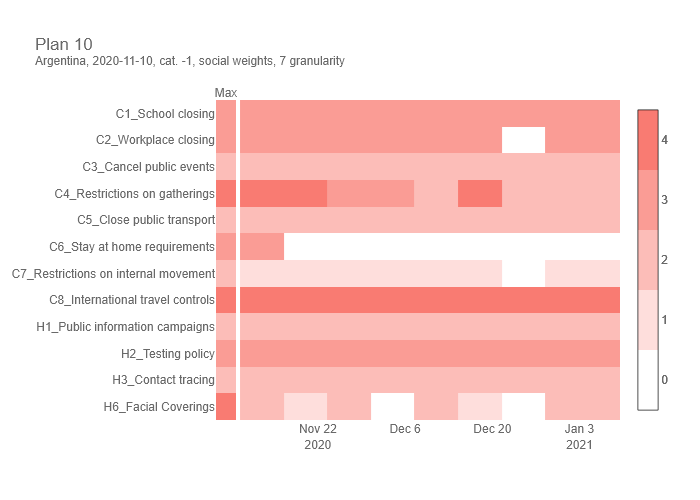 Plan 10
Argentina, 2020-11-10, cat. -1, social weights, 7 granularity
Max
C1_School closing
C2_Workplace closing
C3_Cancel public events
C4_Restrictions on gatherings
C5_Close public transport
C6_Stay at home requirements
C7_Restrictions on internal movement
C8_International travel controls
H1_Public information campaigns
H2_Testing policy
H3_Contact tracing
H6_Facial Coverings
Nov 22 Dec 6 Dec 20 Jan 3
2020 2021
4
3
2
1
0